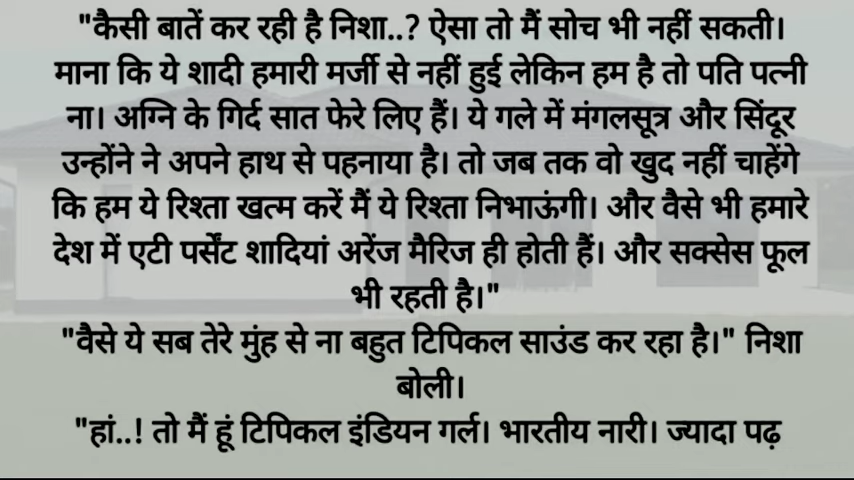 "कैसी बातें कर रही है निशा..? ऐसा तो मैं सोच भी नहीं सकती।
माना कि ये शादी हमारी मर्जी से नहीं हुई लेकिन हम है तो पति पत्नी
ना। अग्नि के गिर्द सात फेरे लिए हैं। ये गले में मंगलसूत्र और सिंदूर
उन्होंने ने अपने हाथ से पहनाया है। तो जब तक वो खुद नहीं चाहेंगे
कि हम ये रिश्ता खत्म करें मैं ये रिश्ता निभाऊंगी। और वैसे भी हमारे
देश में एटी पर्सेंट शादियां अरेंज मैरिज ही होती हैं। और सक्सेस फूल
भी रहती है।"
"वैसे ये सब तेरे मुंह से ना बहुत टिपिकल साउंड कर रहा है।" निशा
बोली।
"हां..! तो मैं हूं टिपिकल इंडियन गर्ल। भारतीय नारी। ज्यादा पढ़